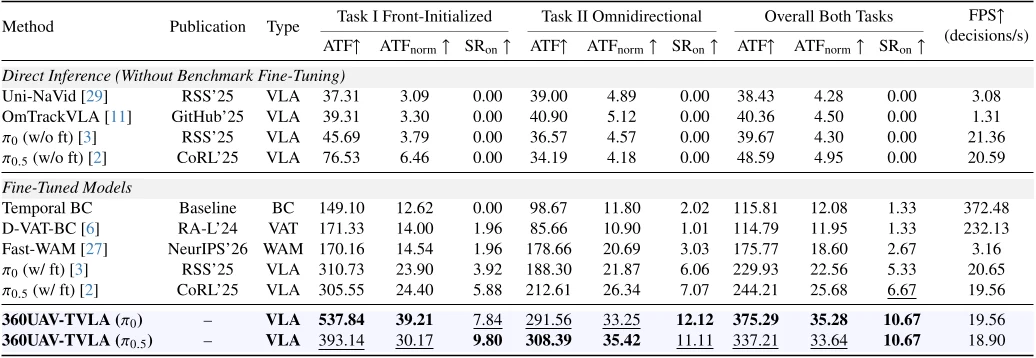 Method Publication Type Task I Front-Initialized Task II Omnidirectional Overall Both Tasks FPS↑
ATF↑ ATFnorm ↑ SRon ↑ ATF↑ ATFnorm ↑ SRon ↑ ATF↑ ATFnorm ↑ SRon ↑ (decisions/s)
Direct Inference (Without Benchmark Fine-Tuning)
Uni-NaVid [29] RSS'25 VLA 37.31 3.09 0.00 39.00 4.89 0.00 38.43 4.28 0.00 3.08
OmTrackVLA [11] GitHub'25 VLA 39.31 3.30 0.00 40.90 5.12 0.00 40.36 4.50 0.00 1.31
π0 (w/o ft) [3] RSS'25 VLA 45.69 3.79 0.00 36.57 4.57 0.00 39.67 4.30 0.00 21.36
π0.5 (w/o ft) [2] CoRL'25 VLA 76.53 6.46 0.00 34.19 4.18 0.00 48.59 4.95 0.00 20.59
Fine-Tuned Models
Temporal BC Baseline BC 149.10 12.62 0.00 98.67 11.80 2.02 115.81 12.08 1.33 372.48
D-VAT-BC [6] RA-L'24 VAT 171.33 14.00 1.96 85.66 10.90 1.01 114.79 11.95 1.33 232.13
Fast-WAM [27] NeurIPS'26 WAM 170.16 14.54 1.96 178.66 20.69 3.03 175.77 18.60 2.67 3.16
π0 (w/ ft) [3] RSS'25 VLA 310.73 23.90 3.92 188.30 21.87 6.06 229.93 22.56 5.33 20.65
π0.5 (w/ ft) [2] CoRL'25 VLA 305.55 24.40 5.88 212.61 26.34 7.07 244.21 25.68 6.67 19.56
360UAV-TVLA (π0) – VLA 537.84 39.21 7.84 291.56 33.25 12.12 375.29 35.28 10.67 19.56
360UAV-TVLA (π0.5) – VLA 393.14 30.17 9.80 308.39 35.42 11.11 337.21 33.64 10.67 18.90